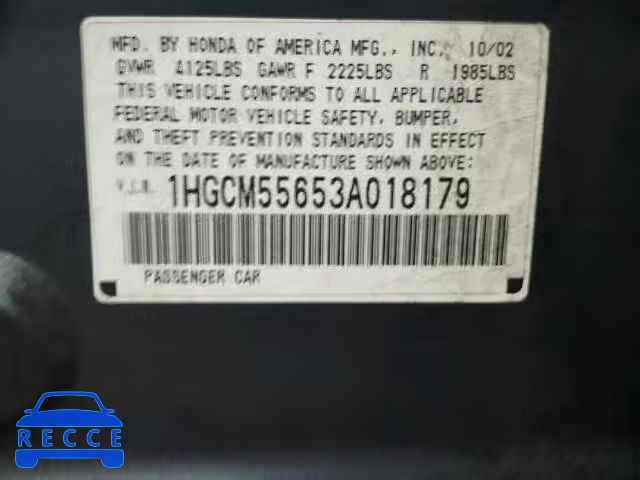 MFD. BY HONDA OF AMERICA MFG., INC. 10/02
GVWR 4125LBS GAWR F 2225LBS R 1985LBS
THIS VEHICLE CONFORMS TO ALL APPLICABLE
FEDERAL MOTOR VEHICLE SAFETY, BUMPER,
AND THEFT PREVENTION STANDARDS IN EFFECT
ON THE DATE OF MANUFACTURE SHOWN ABOVE:
V.I.N. 1HGCM55653A018179
PASSENGER CAR
RECCE